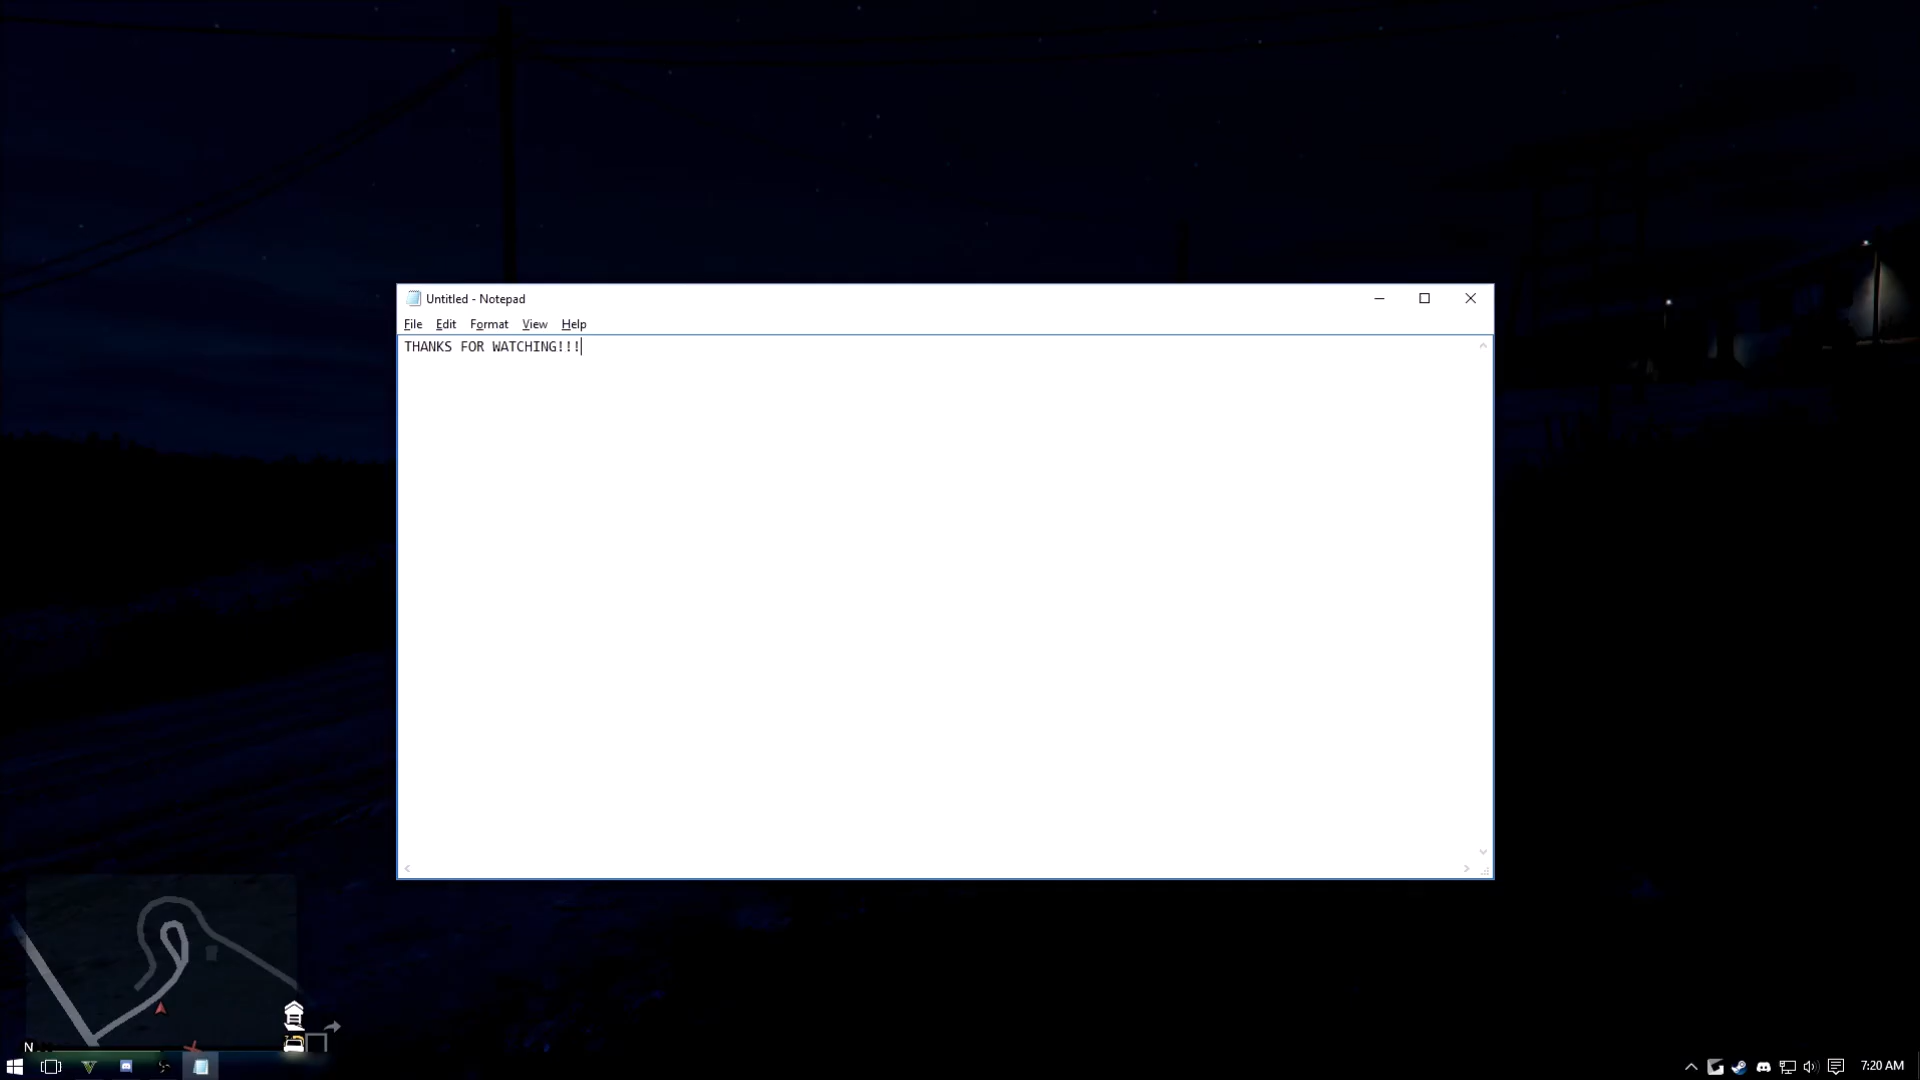 Untitled - Notepad
File Edit Format View Help
THANKS FOR WATCHING!!!
N
7:20 AM